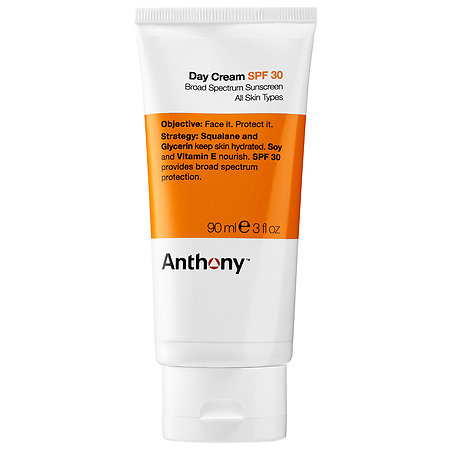 Day Cream SPF 30
Broad Spectrum Sunscreen
All Skin Types
Objective: Face it. Protect it.
Strategy: Squalane and
Glycerin keep skin hydrated. Soy
and Vitamin E nourish. SPF 30
provides broad spectrum
protection.
90 ml ℮ 3 fl oz
Anthony™